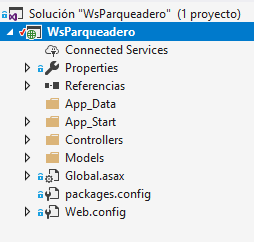 Solución "WsParqueadero" (1 proyecto)
WsParqueadero
Connected Services
Properties
Referencias
App_Data
App_Start
Controllers
Models
Global.asax
packages.config
Web.config